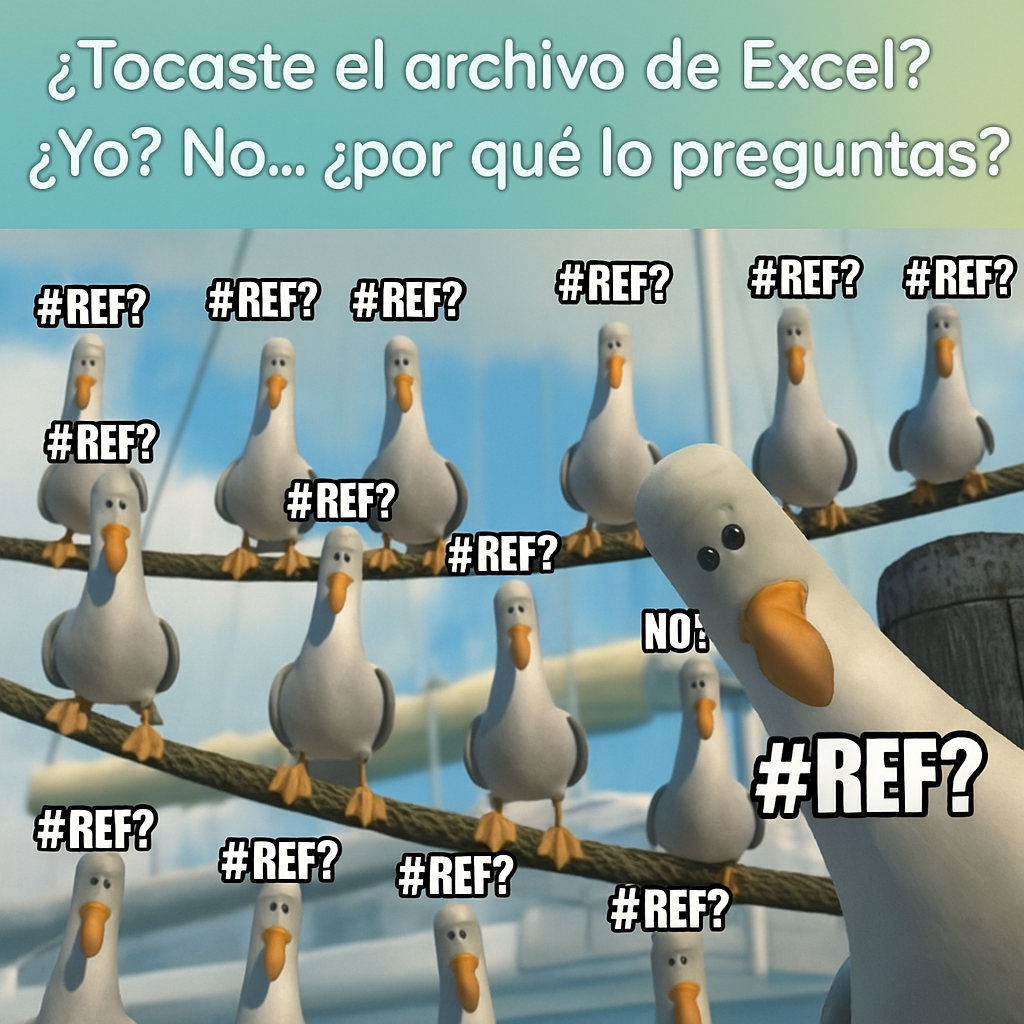 ¿Tocaste el archivo de Excel?
¿Yo? No... ¿por qué lo preguntas?
#REF? #REF? #REF? #REF? #REF? #REF?
#REF?
#REF?
#REF?
NO?
#REF?
#REF?
#REF?
#REF?
#REF?